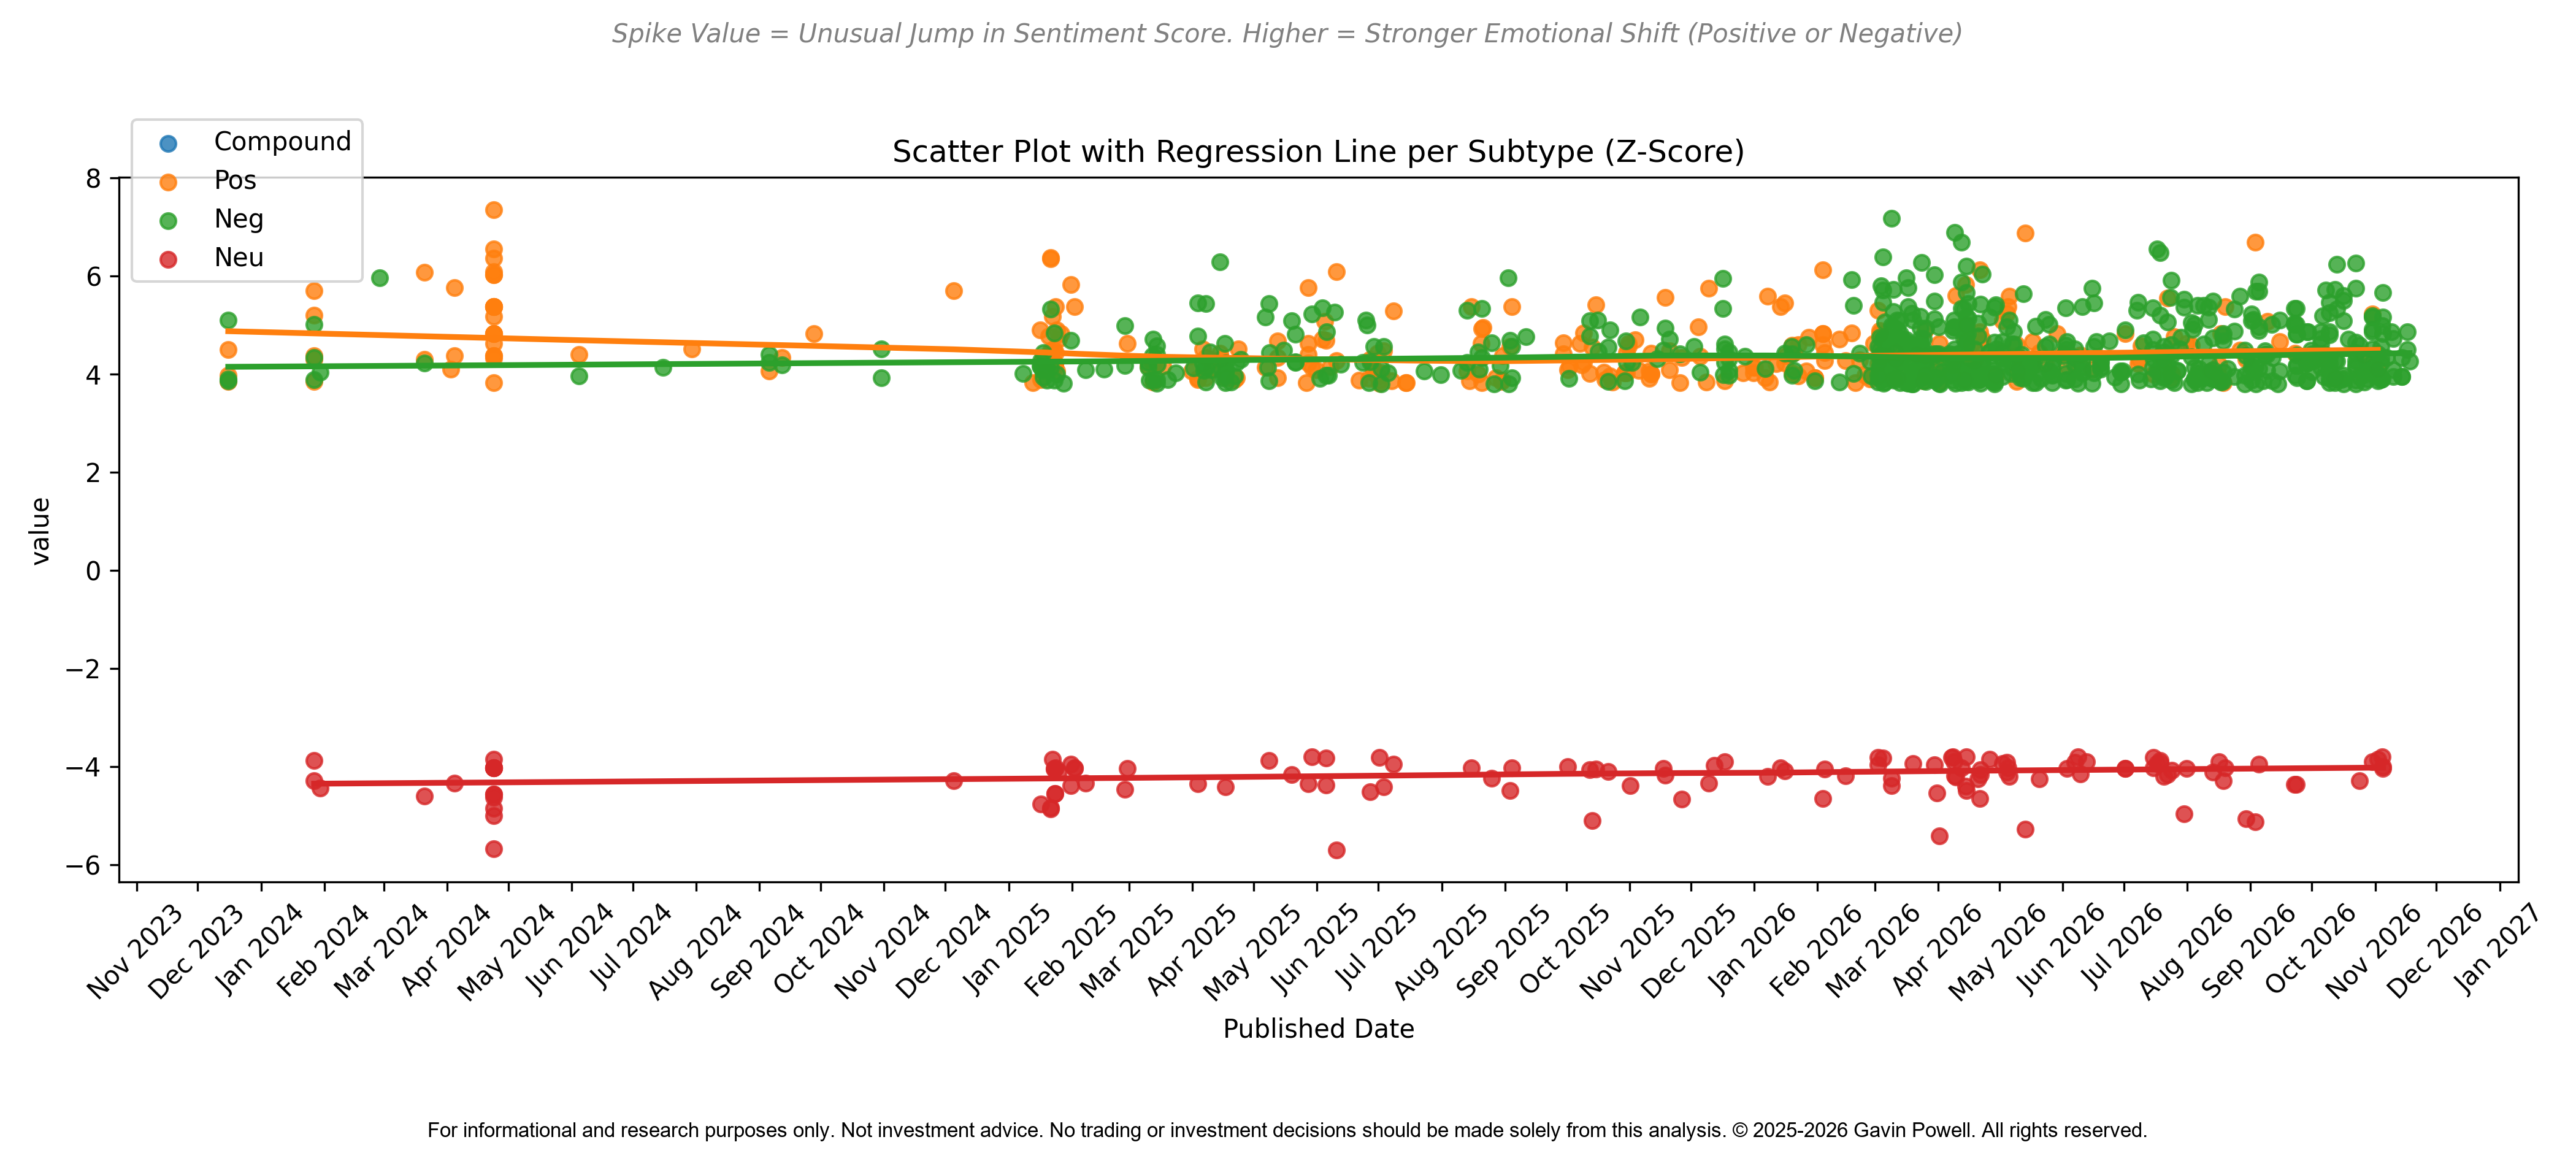 Spike Value = Unusual Jump in Sentiment Score. Higher = Stronger Emotional Shift (Positive or Negative)
Scatter Plot with Regression Line per Subtype (Z-Score)
Compound
Pos
Neg
Neu
8
6
4
2
0
−2
−4
−6
value
Nov 2023
Dec 2023
Jan 2024
Feb 2024
Mar 2024
Apr 2024
May 2024
Jun 2024
Jul 2024
Aug 2024
Sep 2024
Oct 2024
Nov 2024
Dec 2024
Jan 2025
Feb 2025
Mar 2025
Apr 2025
May 2025
Jun 2025
Jul 2025
Aug 2025
Sep 2025
Oct 2025
Nov 2025
Dec 2025
Jan 2026
Feb 2026
Mar 2026
Apr 2026
May 2026
Jun 2026
Jul 2026
Aug 2026
Sep 2026
Oct 2026
Nov 2026
Dec 2026
Jan 2027
Published Date
For informational and research purposes only. Not investment advice. No trading or investment decisions should be made solely from this analysis. © 2025-2026 Gavin Powell. All rights reserved.